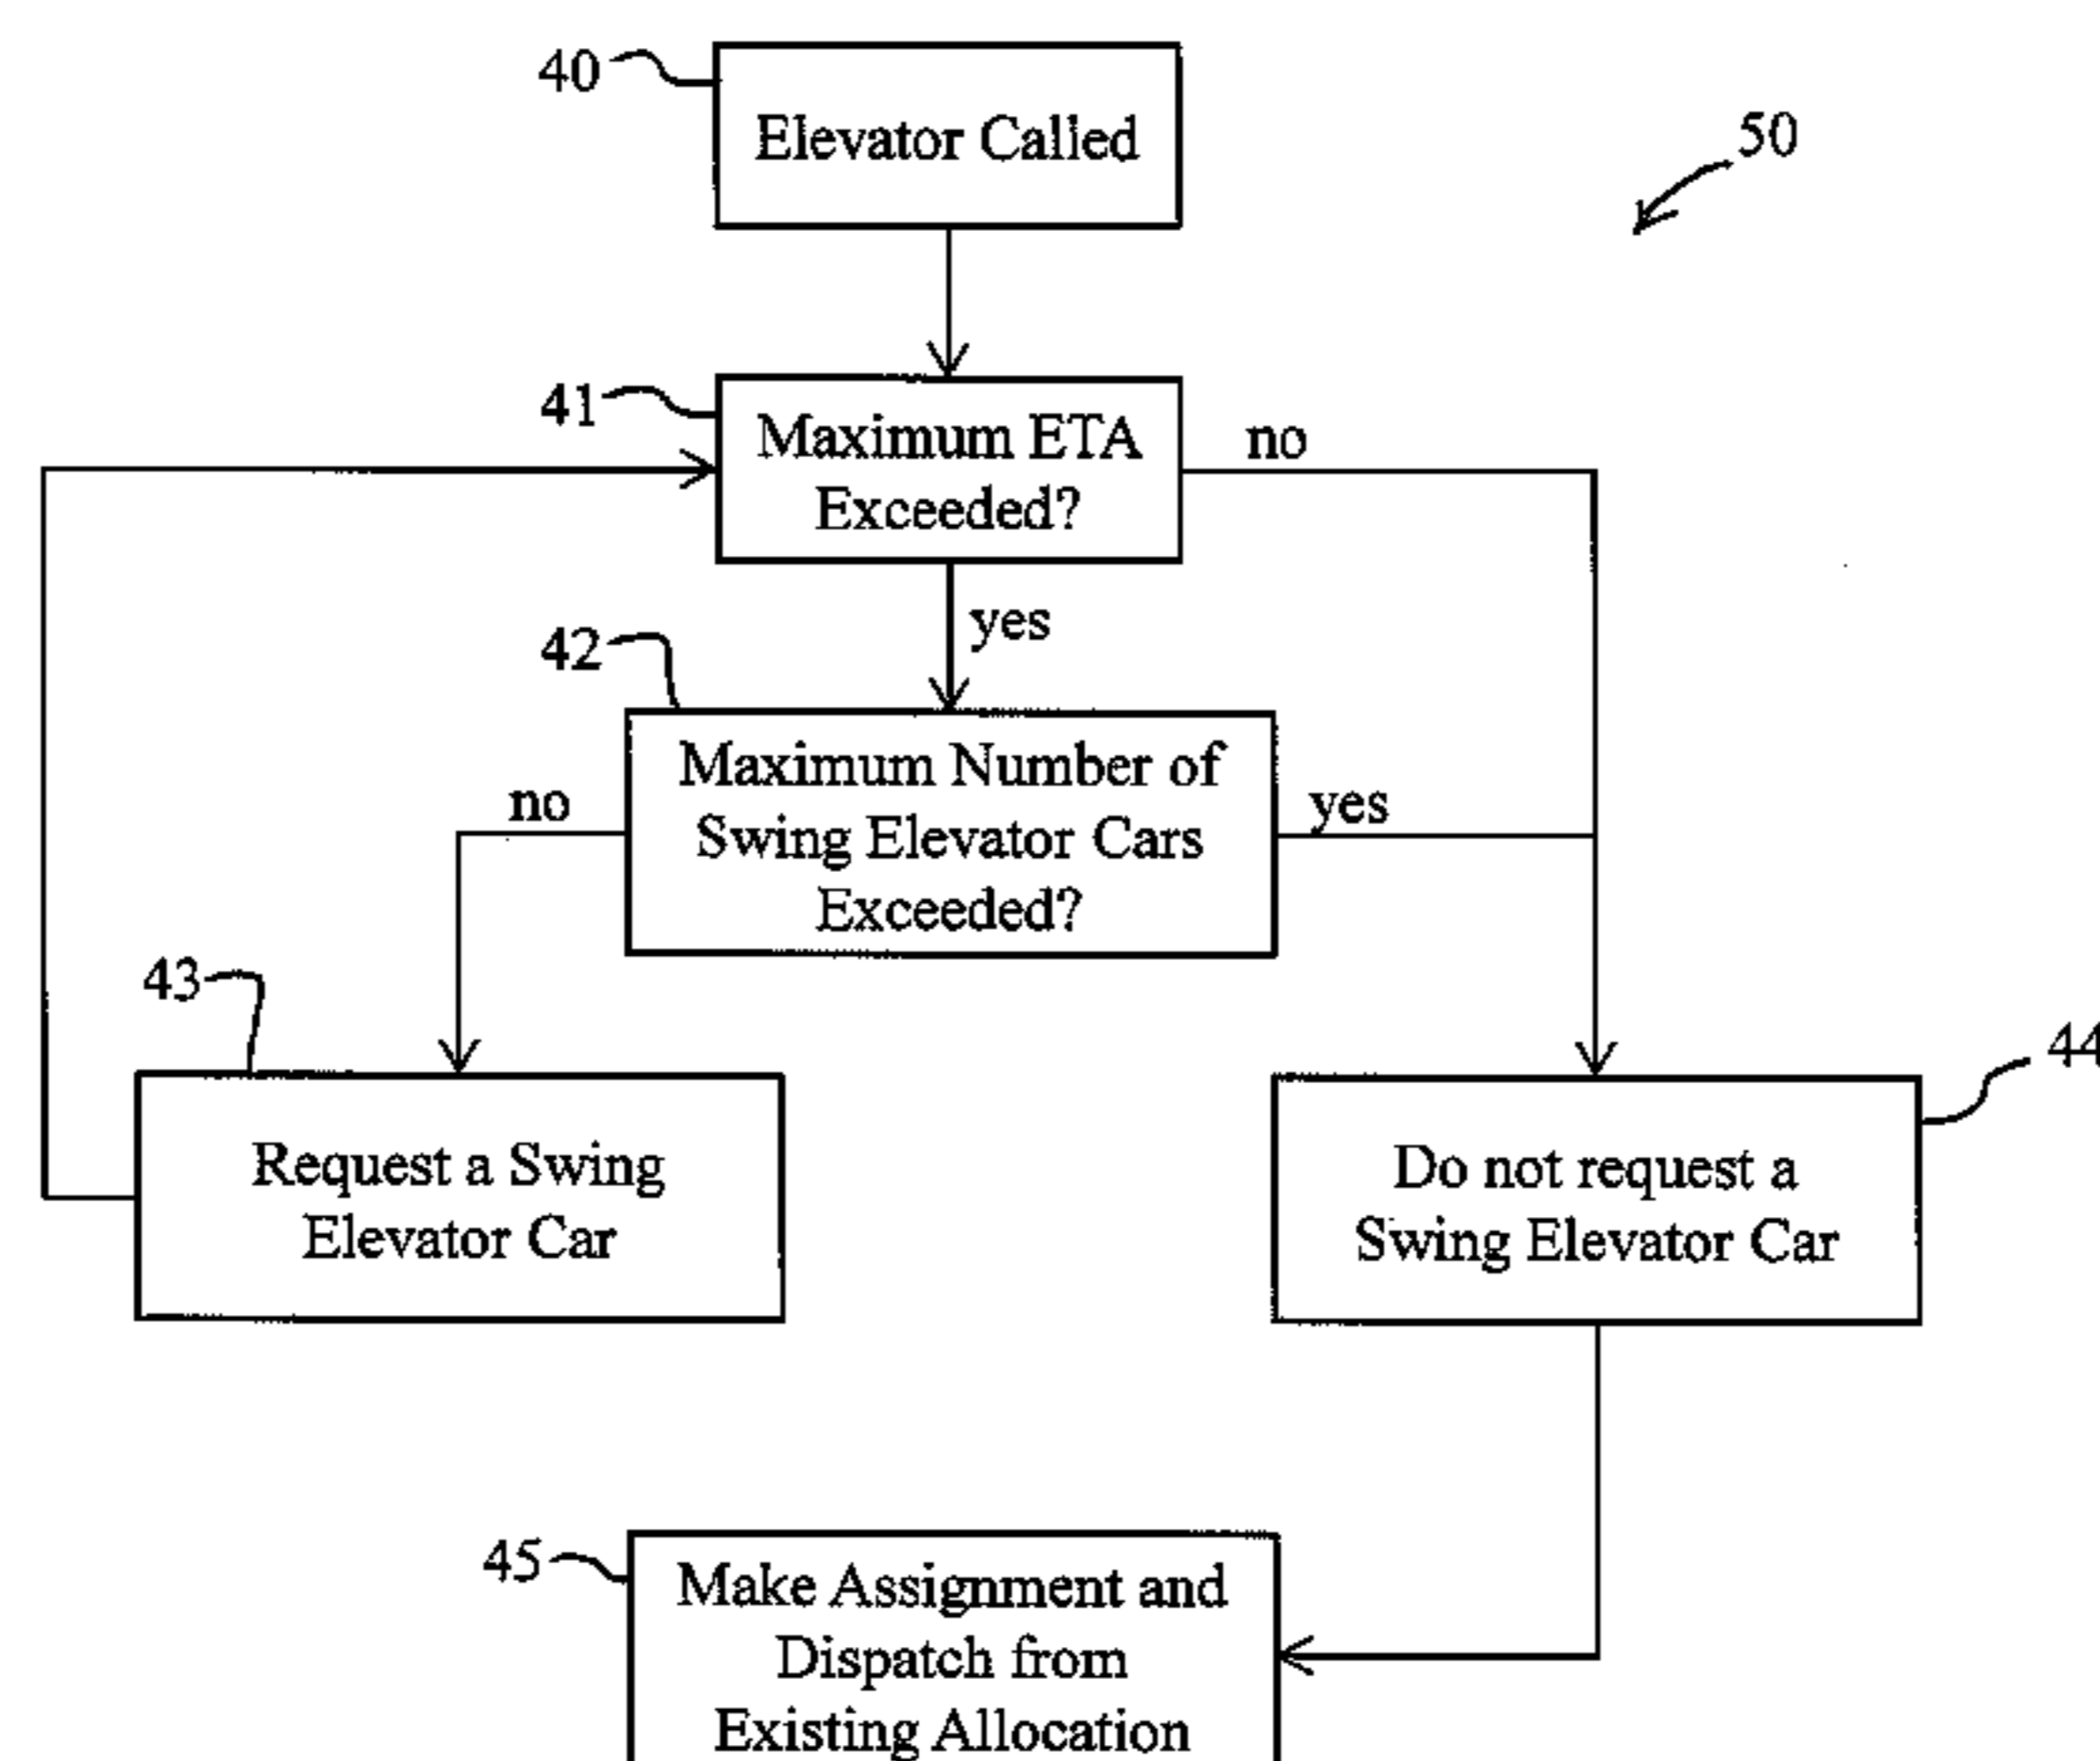 40
Elevator Called
50
41
Maximum ETA
Exceeded?
no
yes
42
Maximum Number of
Swing Elevator Cars
Exceeded?
no
yes
43
Request a Swing
Elevator Car
44
Do not request a
Swing Elevator Car
45
Make Assignment and
Dispatch from
Existing Allocation